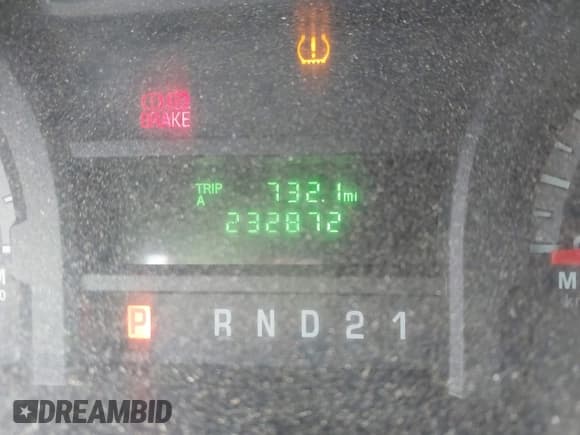 BRAKE
TRIP A 732.1 mi
232872
P R N D 2 1
M
M
DREAMBID